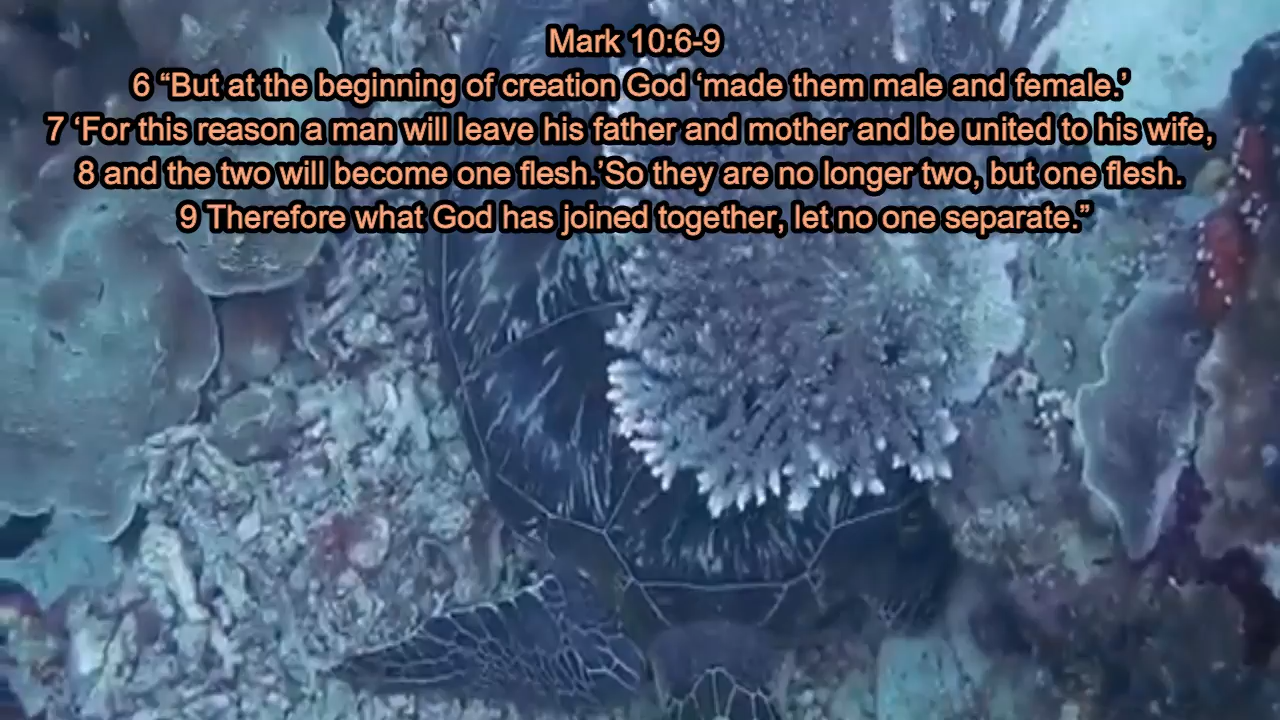 Mark 10:6-9
6 “But at the beginning of creation God ‘made them male and female.’
7 ‘For this reason a man will leave his father and mother and be united to his wife,
8 and the two will become one flesh.’So they are no longer two, but one flesh.
9 Therefore what God has joined together, let no one separate.”